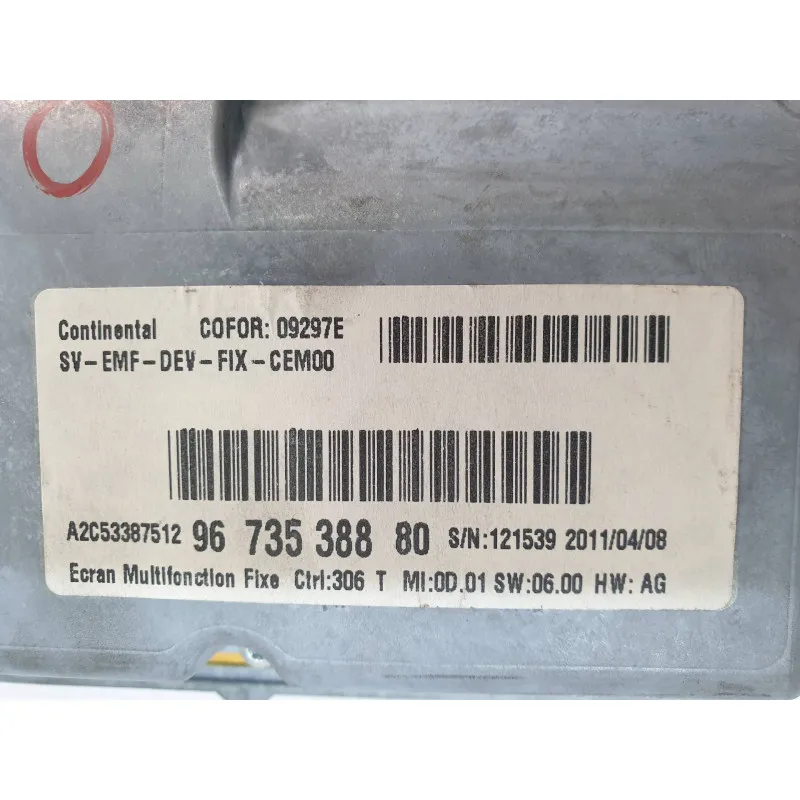 Continental COFOR: 09297E
SV-EMF-DEV-FIX-CEM00
A2C53387512 96 735 388 80 S/N:121539 2011/04/08
Ecran Multifonction Fixe Ctrl:306 T MI:0D.01 SW:06.00 HW: AG